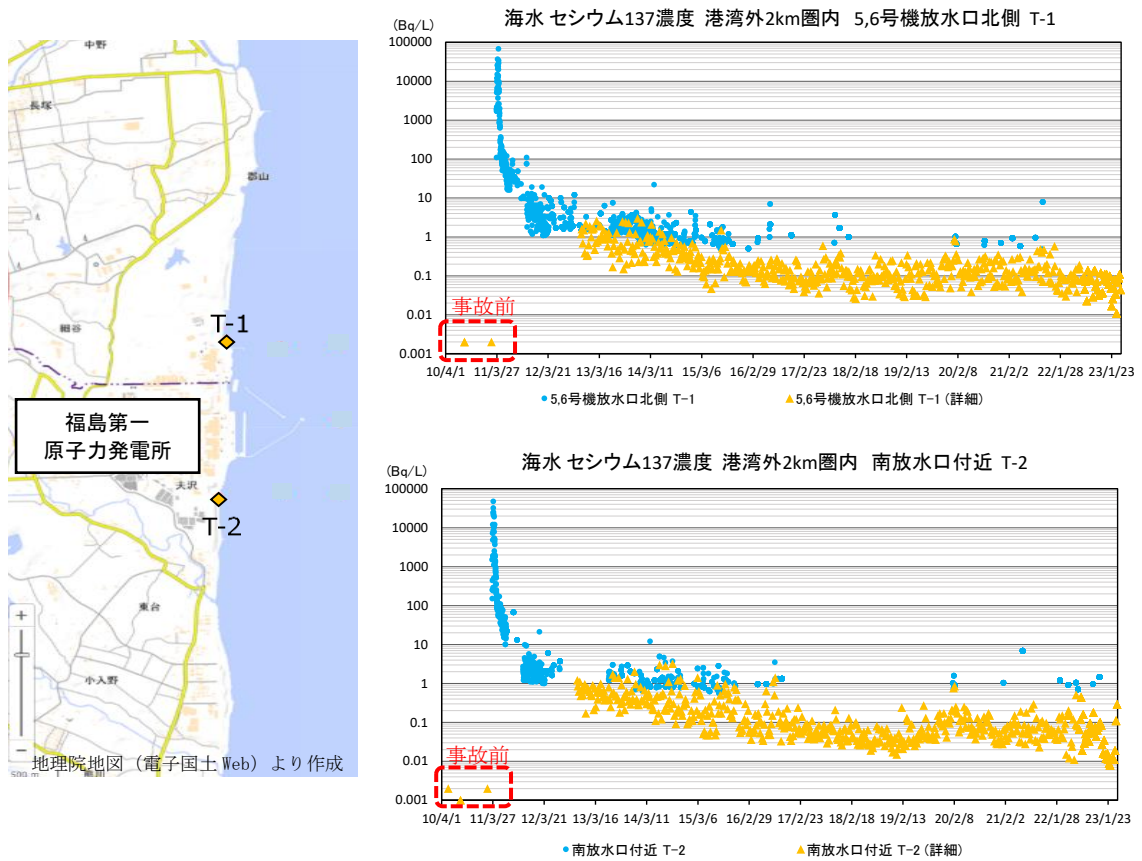 中野
長塚
郡山
細谷
T-1
福島第一
原子力発電所
夫沢
T-2
東台
小入野
+
−
500 m
熊川
地理院地図（電子国土Web）より作成
海水 セシウム137濃度 港湾外2km圏内 5,6号機放水口北側 T-1
(Bq/L)
100000
10000
1000
100
10
1
0.1
0.01
0.001
事故前
10/4/1 11/3/27 12/3/21 13/3/16 14/3/11 15/3/6 16/2/29 17/2/23 18/2/18 19/2/13 20/2/8 21/2/2 22/1/28 23/1/23
5,6号機放水口北側 T-1 5,6号機放水口北側 T-1 (詳細)
海水 セシウム137濃度 港湾外2km圏内 南放水口付近 T-2
(Bq/L)
100000
10000
1000
100
10
1
0.1
0.01
0.001
事故前
10/4/1 11/3/27 12/3/21 13/3/16 14/3/11 15/3/6 16/2/29 17/2/23 18/2/18 19/2/13 20/2/8 21/2/2 22/1/28 23/1/23
南放水口付近 T-2 南放水口付近 T-2 (詳細)